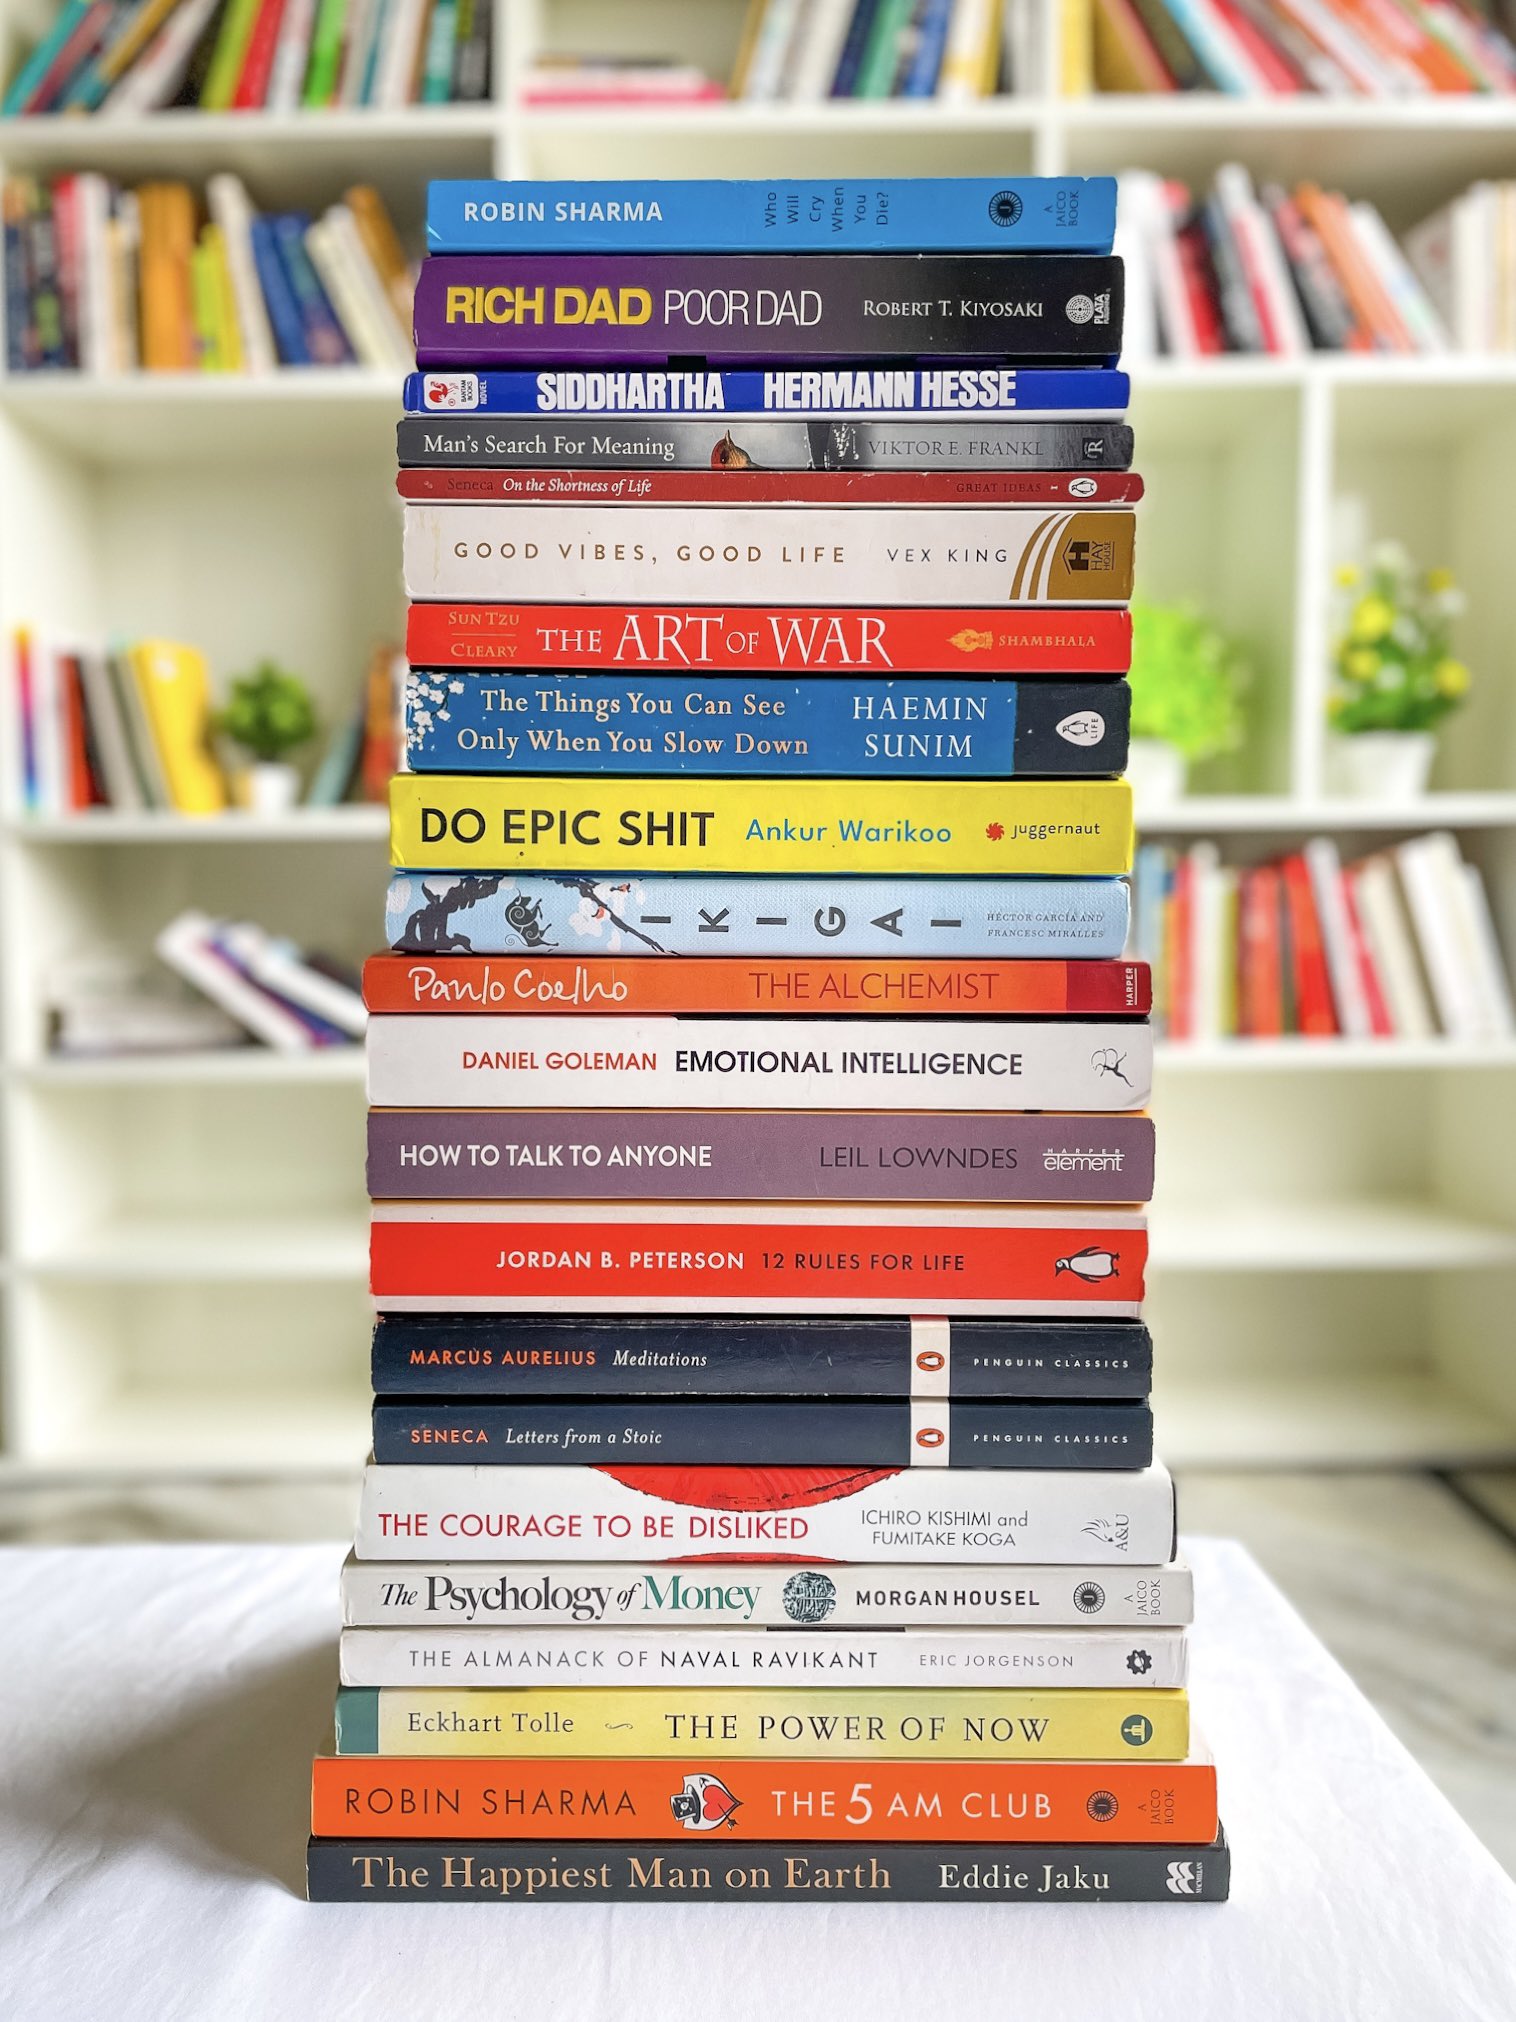 ROBIN SHARMA
Who
Will
Cry
When
You
Die?
A
JAICO
BOOK
RICH DAD POOR DAD ROBERT T. KIYOSAKI PLATA
BANTAM
BOOKS
NOVEL
SIDDHARTHA HERMANN HESSE
Man's Search For Meaning VIKTOR E. FRANKL R
Seneca On the Shortness of Life GREAT IDEAS
GOOD VIBES, GOOD LIFE VEX KING HAY
HOUSE
SUN TZU
CLEARY
THE ART OF WAR SHAMBHALA
The Things You Can See
Only When You Slow Down
HAEMIN
SUNIM
LIFE
DO EPIC SHIT Ankur Warikoo juggernaut
IKIGAI
HÉCTOR GARCÍA AND
FRANCESC MIRALLES
Paulo Coelho THE ALCHEMIST HARPER
DANIEL GOLEMAN EMOTIONAL INTELLIGENCE
HOW TO TALK TO ANYONE LEIL LOWNDES HARPER
element
JORDAN B. PETERSON 12 RULES FOR LIFE
MARCUS AURELIUS Meditations PENGUIN CLASSICS
SENECA Letters from a Stoic PENGUIN CLASSICS
THE COURAGE TO BE DISLIKED
ICHIRO KISHIMI and
FUMITAKE KOGA
A&U
The Psychology of Money MORGAN HOUSEL
A
JAICO
BOOK
THE ALMANACK OF NAVAL RAVIKANT ERIC JORGENSON
Eckhart Tolle THE POWER OF NOW
ROBIN SHARMA THE 5 AM CLUB
A
JAICO
BOOK
The Happiest Man on Earth Eddie Jaku MACMILLAN